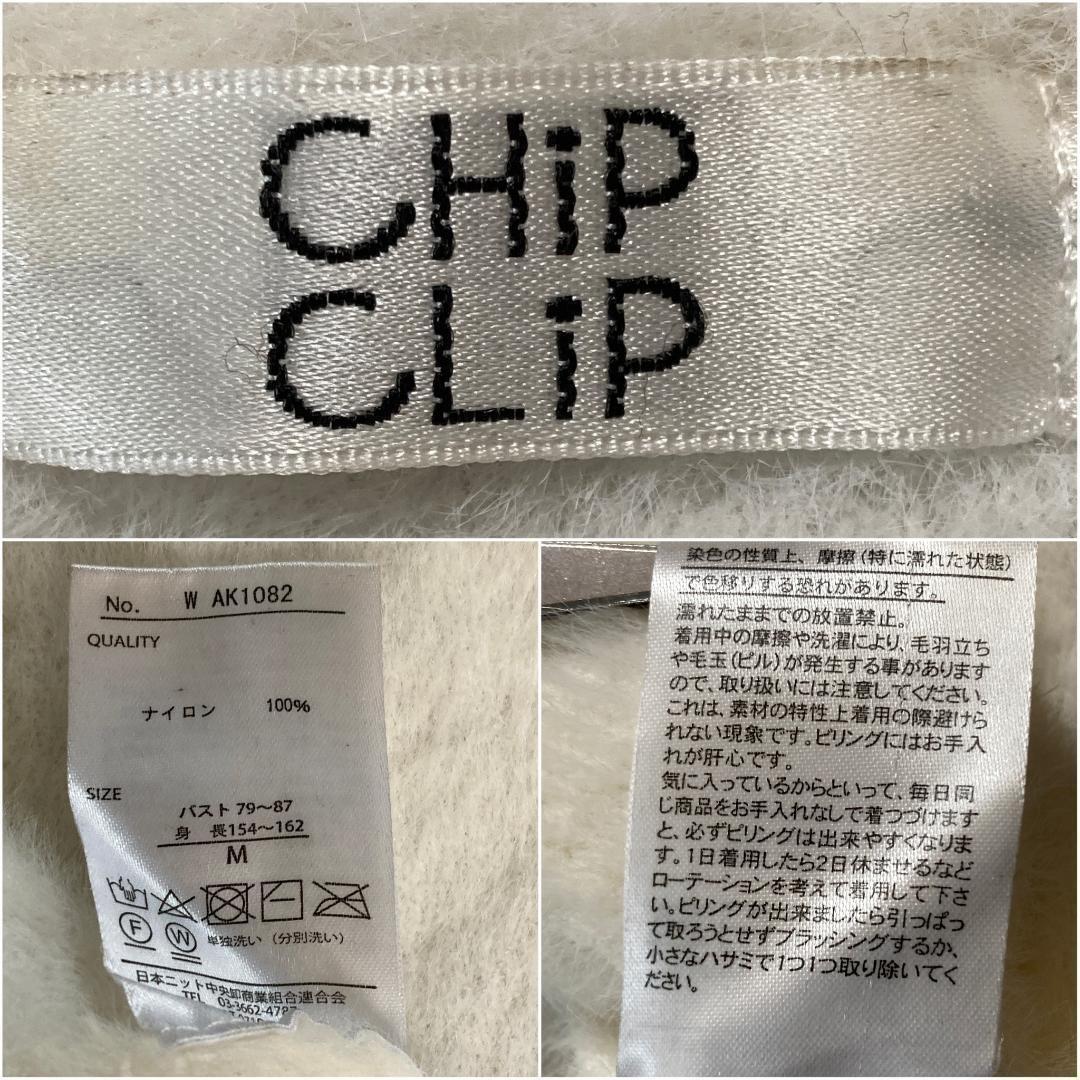 CHiP
CLiP
No. W AK1082
QUALITY
ナイロン 100%
SIZE
バスト 79〜87
身 長154〜162
M
F
W
単独洗い (分別洗い)
日本ニット中央卸商業組合連合会
TEL 03-3662-478
染色の性質上、摩擦(特に濡れた状態)
で色移りする恐れがあります。
濡れたままでの放置禁止。
着用中の摩擦や洗濯により、毛羽立ち
や毛玉(ピル)が発生する事があります
ので、取り扱いには注意してください。
これは、素材の特性上着用の際避けら
れない現象です。ピリングにはお手入
れが肝心です。
気に入っているからといって、毎日同
じ商品をお手入れなしで着つづけます
と、必ずピリングは出来やすくなりま
す。1日着用したら2日休ませるなど
ローテーションを考えて着用して下さ
い。ピリングが出来ましたら引っぱっ
て取ろうとせずブラッシングするか、
小さなハサミで1つ1つ取り除いてく
ださい。